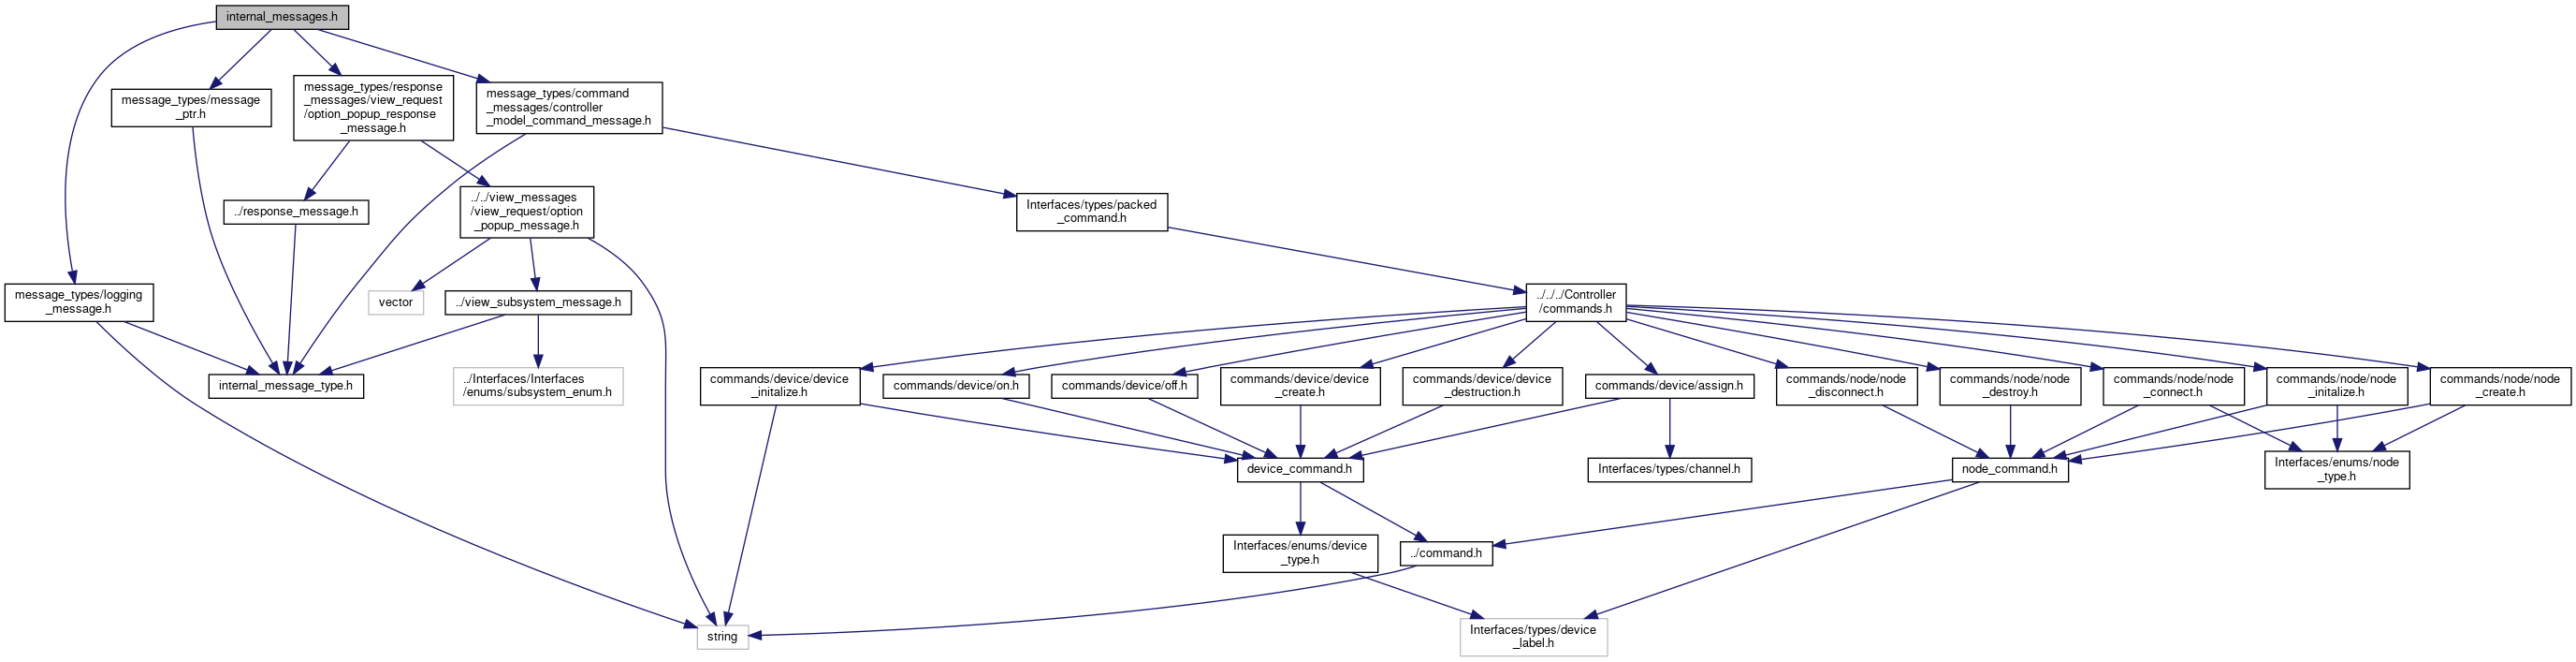 internal_messages.h
message_types/response
_messages/view_request
/option_popup_response
_message.h
message_types/command
_messages/controller
_model_command_message.h
message_types/message
_ptr.h
../response_message.h
../../view_messages
/view_request/option
_popup_message.h
Interfaces/types/packed
_command.h
message_types/logging
_message.h
vector
../view_subsystem_message.h
../../../Controller
/commands.h
internal_message_type.h
../Interfaces/Interfaces
/enums/subsystem_enum.h
commands/device/device
_initalize.h
commands/device/on.h
commands/device/off.h
commands/device/device
_create.h
commands/device/device
_destruction.h
commands/device/assign.h
commands/node/node
_disconnect.h
commands/node/node
_destroy.h
commands/node/node
_connect.h
commands/node/node
_initalize.h
commands/node/node
_create.h
device_command.h
Interfaces/types/channel.h
node_command.h
Interfaces/enums/node
_type.h
Interfaces/enums/device
_type.h
../command.h
string
Interfaces/types/device
_label.h